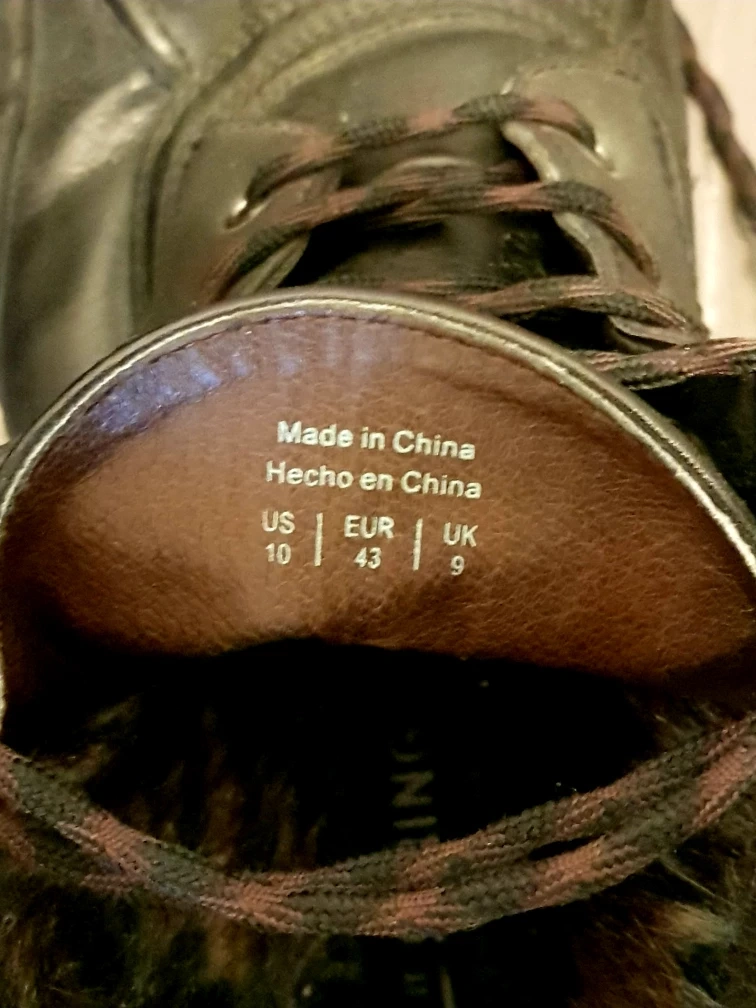 Made in China
Hecho en China
US | EUR | UK
10 | 43 | 9